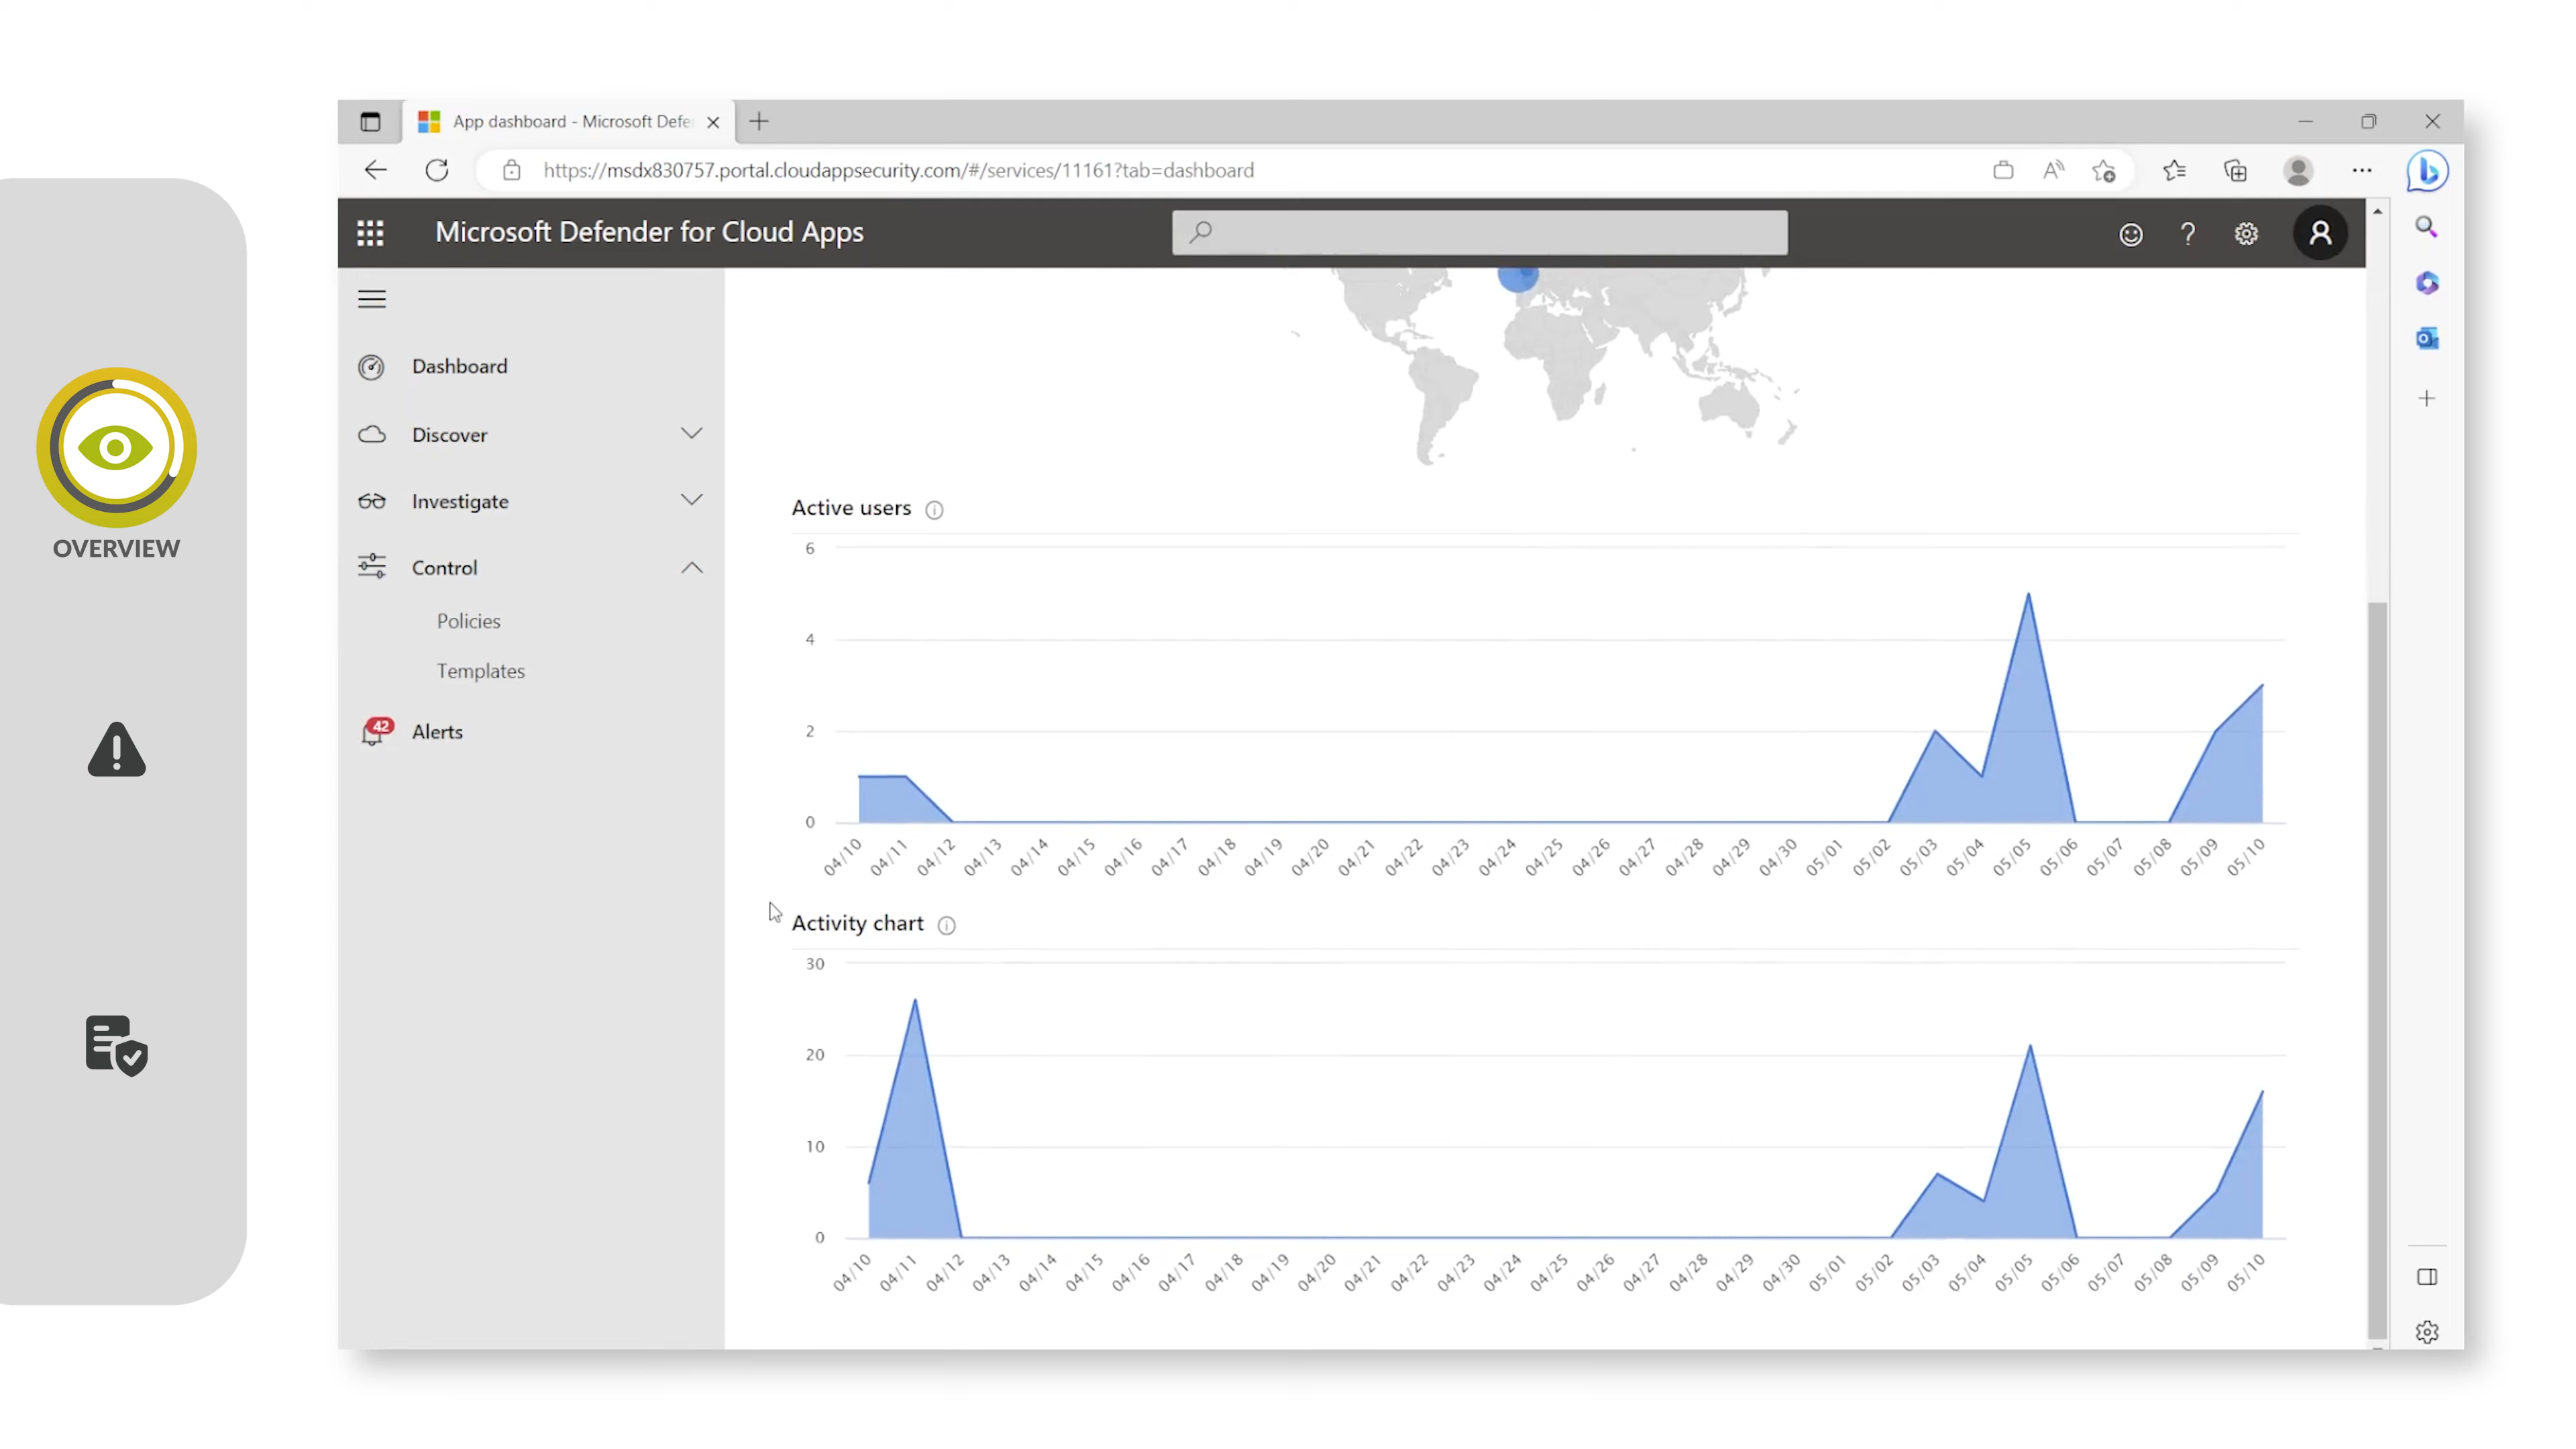 App dashboard - Microsoft Defe
https://msdx830757.portal.cloudappsecurity.com/#/services/11161?tab=dashboard
Microsoft Defender for Cloud Apps
OVERVIEW
Dashboard
Discover
Investigate
Control
Policies
Templates
42
Alerts
Active users
6
4
2
0
04/10 04/11 04/12 04/13 04/14 04/15 04/16 04/17 04/18 04/19 04/20 04/21 04/22 04/23 04/24 04/25 04/26 04/27 04/28 04/29 04/30 05/01 05/02 05/03 05/04 05/05 05/06 05/07 05/08 05/09 05/10
Activity chart
30
20
10
0
04/10 04/11 04/12 04/13 04/14 04/15 04/16 04/17 04/18 04/19 04/20 04/21 04/22 04/23 04/24 04/25 04/26 04/27 04/28 04/29 04/30 05/01 05/02 05/03 05/04 05/05 05/06 05/07 05/08 05/09 05/10